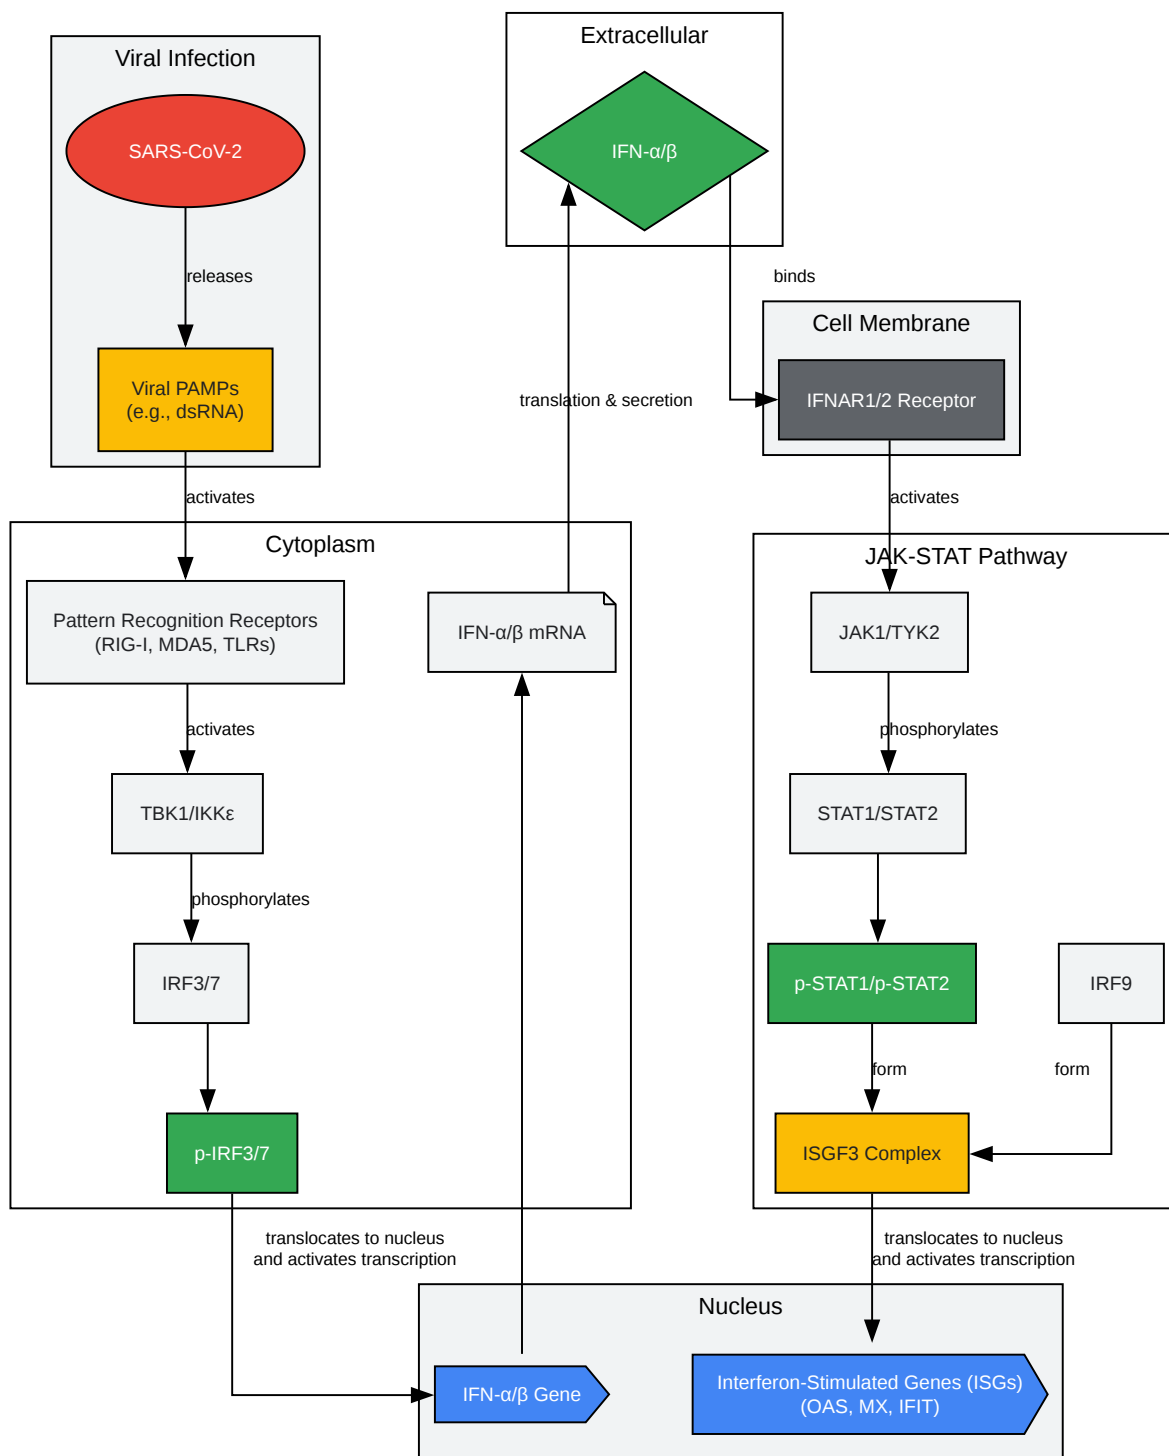 Viral Infection
SARS-CoV-2
releases
Viral PAMPs
(e.g., dsRNA)
activates
Extracellular
IFN-α/β
binds
translation & secretion
Cell Membrane
IFNAR1/2 Receptor
activates
Cytoplasm
Pattern Recognition Receptors
(RIG-I, MDA5, TLRs)
activates
TBK1/IKKε
phosphorylates
IRF3/7
p-IRF3/7
IFN-α/β mRNA
translocates to nucleus
and activates transcription
JAK-STAT Pathway
JAK1/TYK2
phosphorylates
STAT1/STAT2
p-STAT1/p-STAT2
IRF9
form
form
ISGF3 Complex
translocates to nucleus
and activates transcription
Nucleus
IFN-α/β Gene
Interferon-Stimulated Genes (ISGs)
(OAS, MX, IFIT)